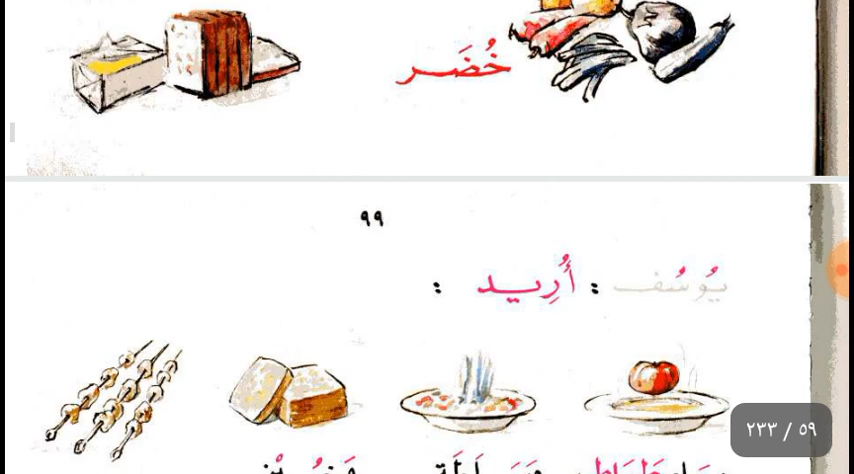 خُضَر
٩٩
يُوسُف : أُرِيد :
٥٩ / ٢٣٣